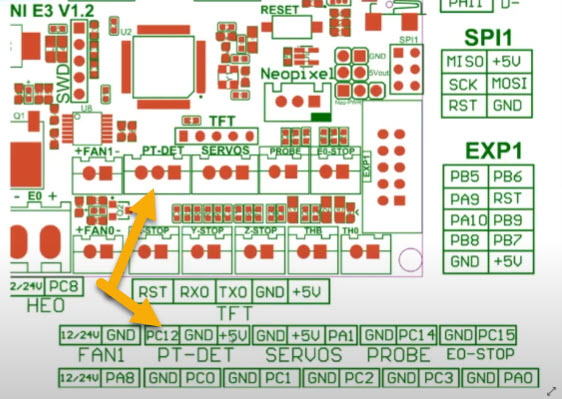 PA11 D-
NI E3 V1.2
RESET
U2
SPI1
GND
5Vout
SPI1
SWD
MISO +5V
Neopixel
SCK MOSI
RST GND
Q1
U8
TFT
+FAN1- PT-DET SERVOS PROBE E0-STOP
EXP1
EXP1
PB5 PB6
PA9 RST
PA10 PB9
PB8 PB7
GND +5V
- E0 +
+FAN0- -STOP Y-STOP Z-STOP THB TH0
2/24V PC8
HE0
RST RX0 TX0 GND +5V
TFT
12/24V GND PC12 GND +5V GND +5V PA1 GND PC14 GND PC15
FAN1 PT-DET SERVOS PROBE E0-STOP
12/24V PA8 GND PC0 GND PC1 GND PC2 GND PC3 GND PA0